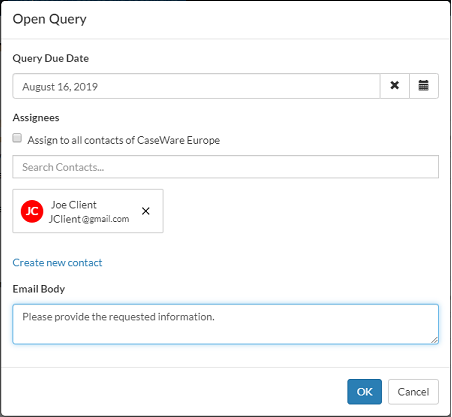 Open Query
Query Due Date
August 16, 2019
Assignees
Assign to all contacts of CaseWare Europe
Search Contacts...
JC
Joe Client
JClient@gmail.com
Create new contact
Email Body
Please provide the requested information.
OK
Cancel